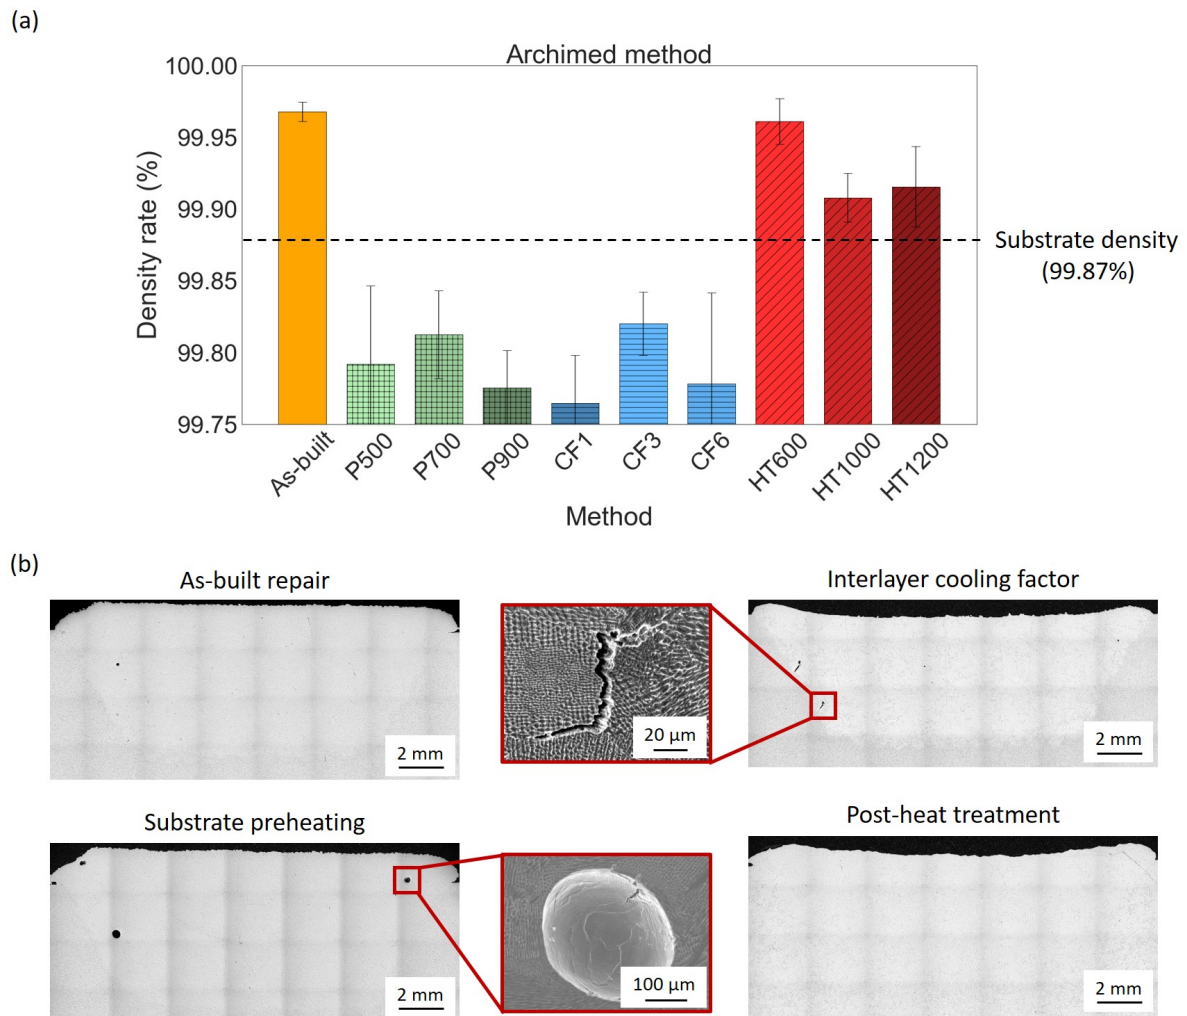 (a)
Archimed method
Density rate (%)
100.00
99.95
99.90
99.85
99.80
99.75
Substrate density
(99.87%)
As-built
P500
P700
P900
CF1
CF3
CF6
HT600
HT1000
HT1200
Method
(b)
As-built repair
Interlayer cooling factor
2 mm
20 µm
2 mm
Substrate preheating
Post-heat treatment
2 mm
100 µm
2 mm